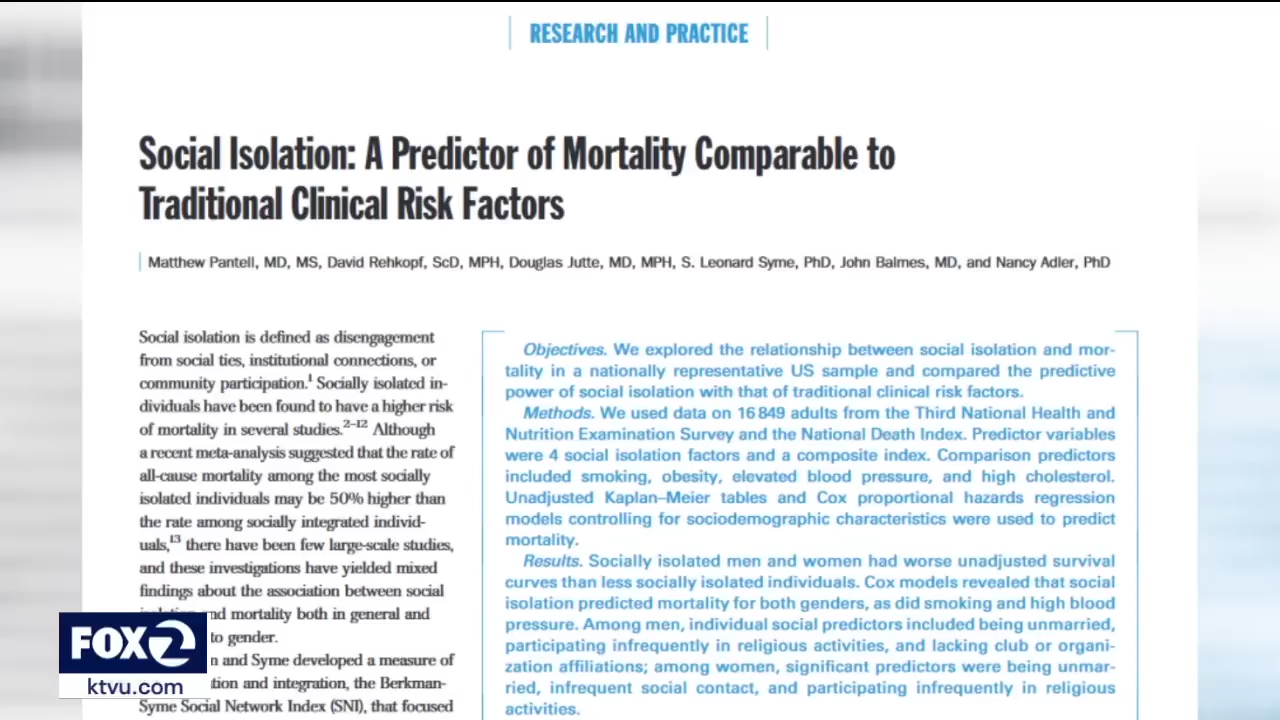 RESEARCH AND PRACTICE
Social Isolation: A Predictor of Mortality Comparable to
Traditional Clinical Risk Factors
Matthew Pantell, MD, MS, David Rehkopf, ScD, MPH, Douglas Jutte, MD, MPH, S. Leonard Syme, PhD, John Balmes, MD, and Nancy Adler, PhD
Social isolation is defined as disengagement
from social ties, institutional connections, or
community participation.1 Socially isolated in-
dividuals have been found to have a higher risk
of mortality in several studies.2–12 Although
a recent meta-analysis suggested that the rate of
all-cause mortality among the most socially
isolated individuals may be 50% higher than
the rate among socially integrated individ-
uals,13 there have been few large-scale studies,
and these investigations have yielded mixed
findings about the association between social
nd mortality both in general and
to gender.
n and Syme developed a measure of
tion and integration, the Berkman-
Syme Social Network Index (SNI), that focused
Objectives. We explored the relationship between social isolation and mor-
tality in a nationally representative US sample and compared the predictive
power of social isolation with that of traditional clinical risk factors.
Methods. We used data on 16 849 adults from the Third National Health and
Nutrition Examination Survey and the National Death Index. Predictor variables
were 4 social isolation factors and a composite index. Comparison predictors
included smoking, obesity, elevated blood pressure, and high cholesterol.
Unadjusted Kaplan–Meier tables and Cox proportional hazards regression
models controlling for sociodemographic characteristics were used to predict
mortality.
Results. Socially isolated men and women had worse unadjusted survival
curves than less socially isolated individuals. Cox models revealed that social
isolation predicted mortality for both genders, as did smoking and high blood
pressure. Among men, individual social predictors included being unmarried,
participating infrequently in religious activities, and lacking club or organi-
zation affiliations; among women, significant predictors were being unmar-
ried, infrequent social contact, and participating infrequently in religious
activities.
FOX 2
ktvu.com